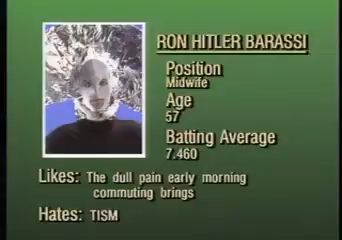 RON HITLER BARASSI
Position
Midwife
Age
57
Batting Average
7.460
Likes: The dull pain early morning
commuting brings
Hates: TISM